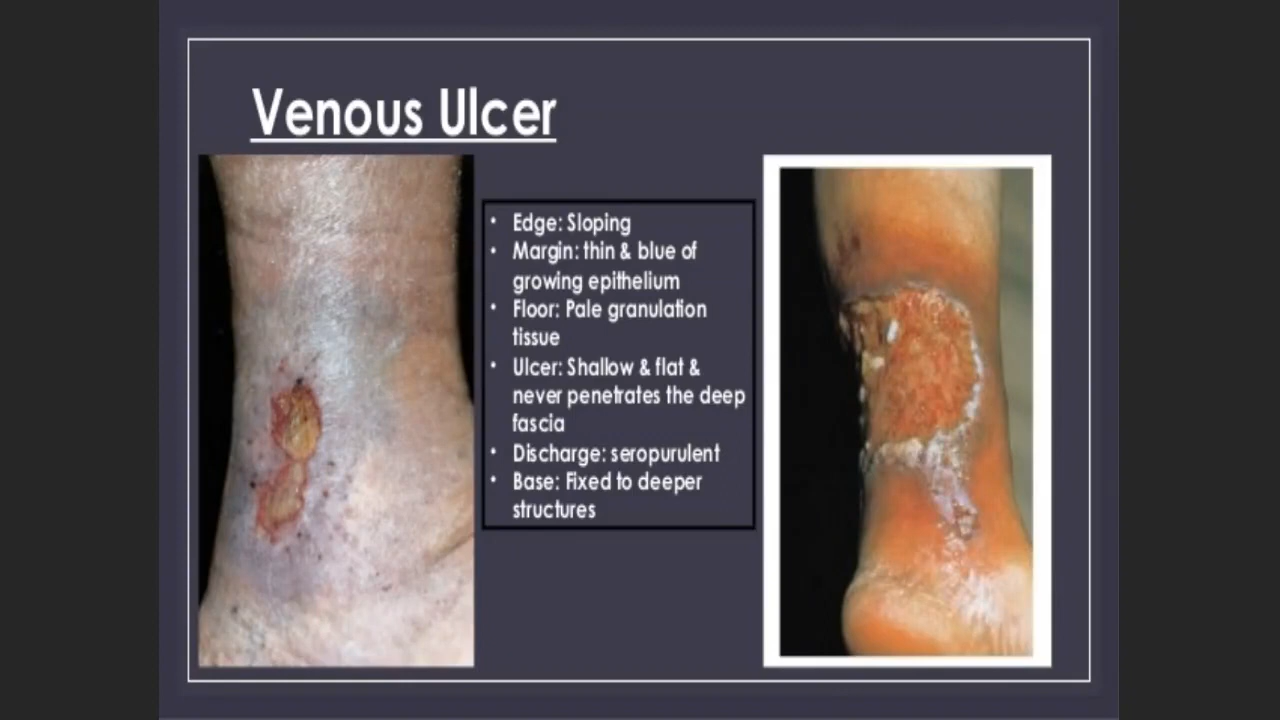 Venous Ulcer
• Edge: Sloping
• Margin: thin & blue of
growing epithelium
• Floor: Pale granulation
tissue
• Ulcer: Shallow & flat &
never penetrates the deep
fascia
• Discharge: seropurulent
• Base: Fixed to deeper
structures